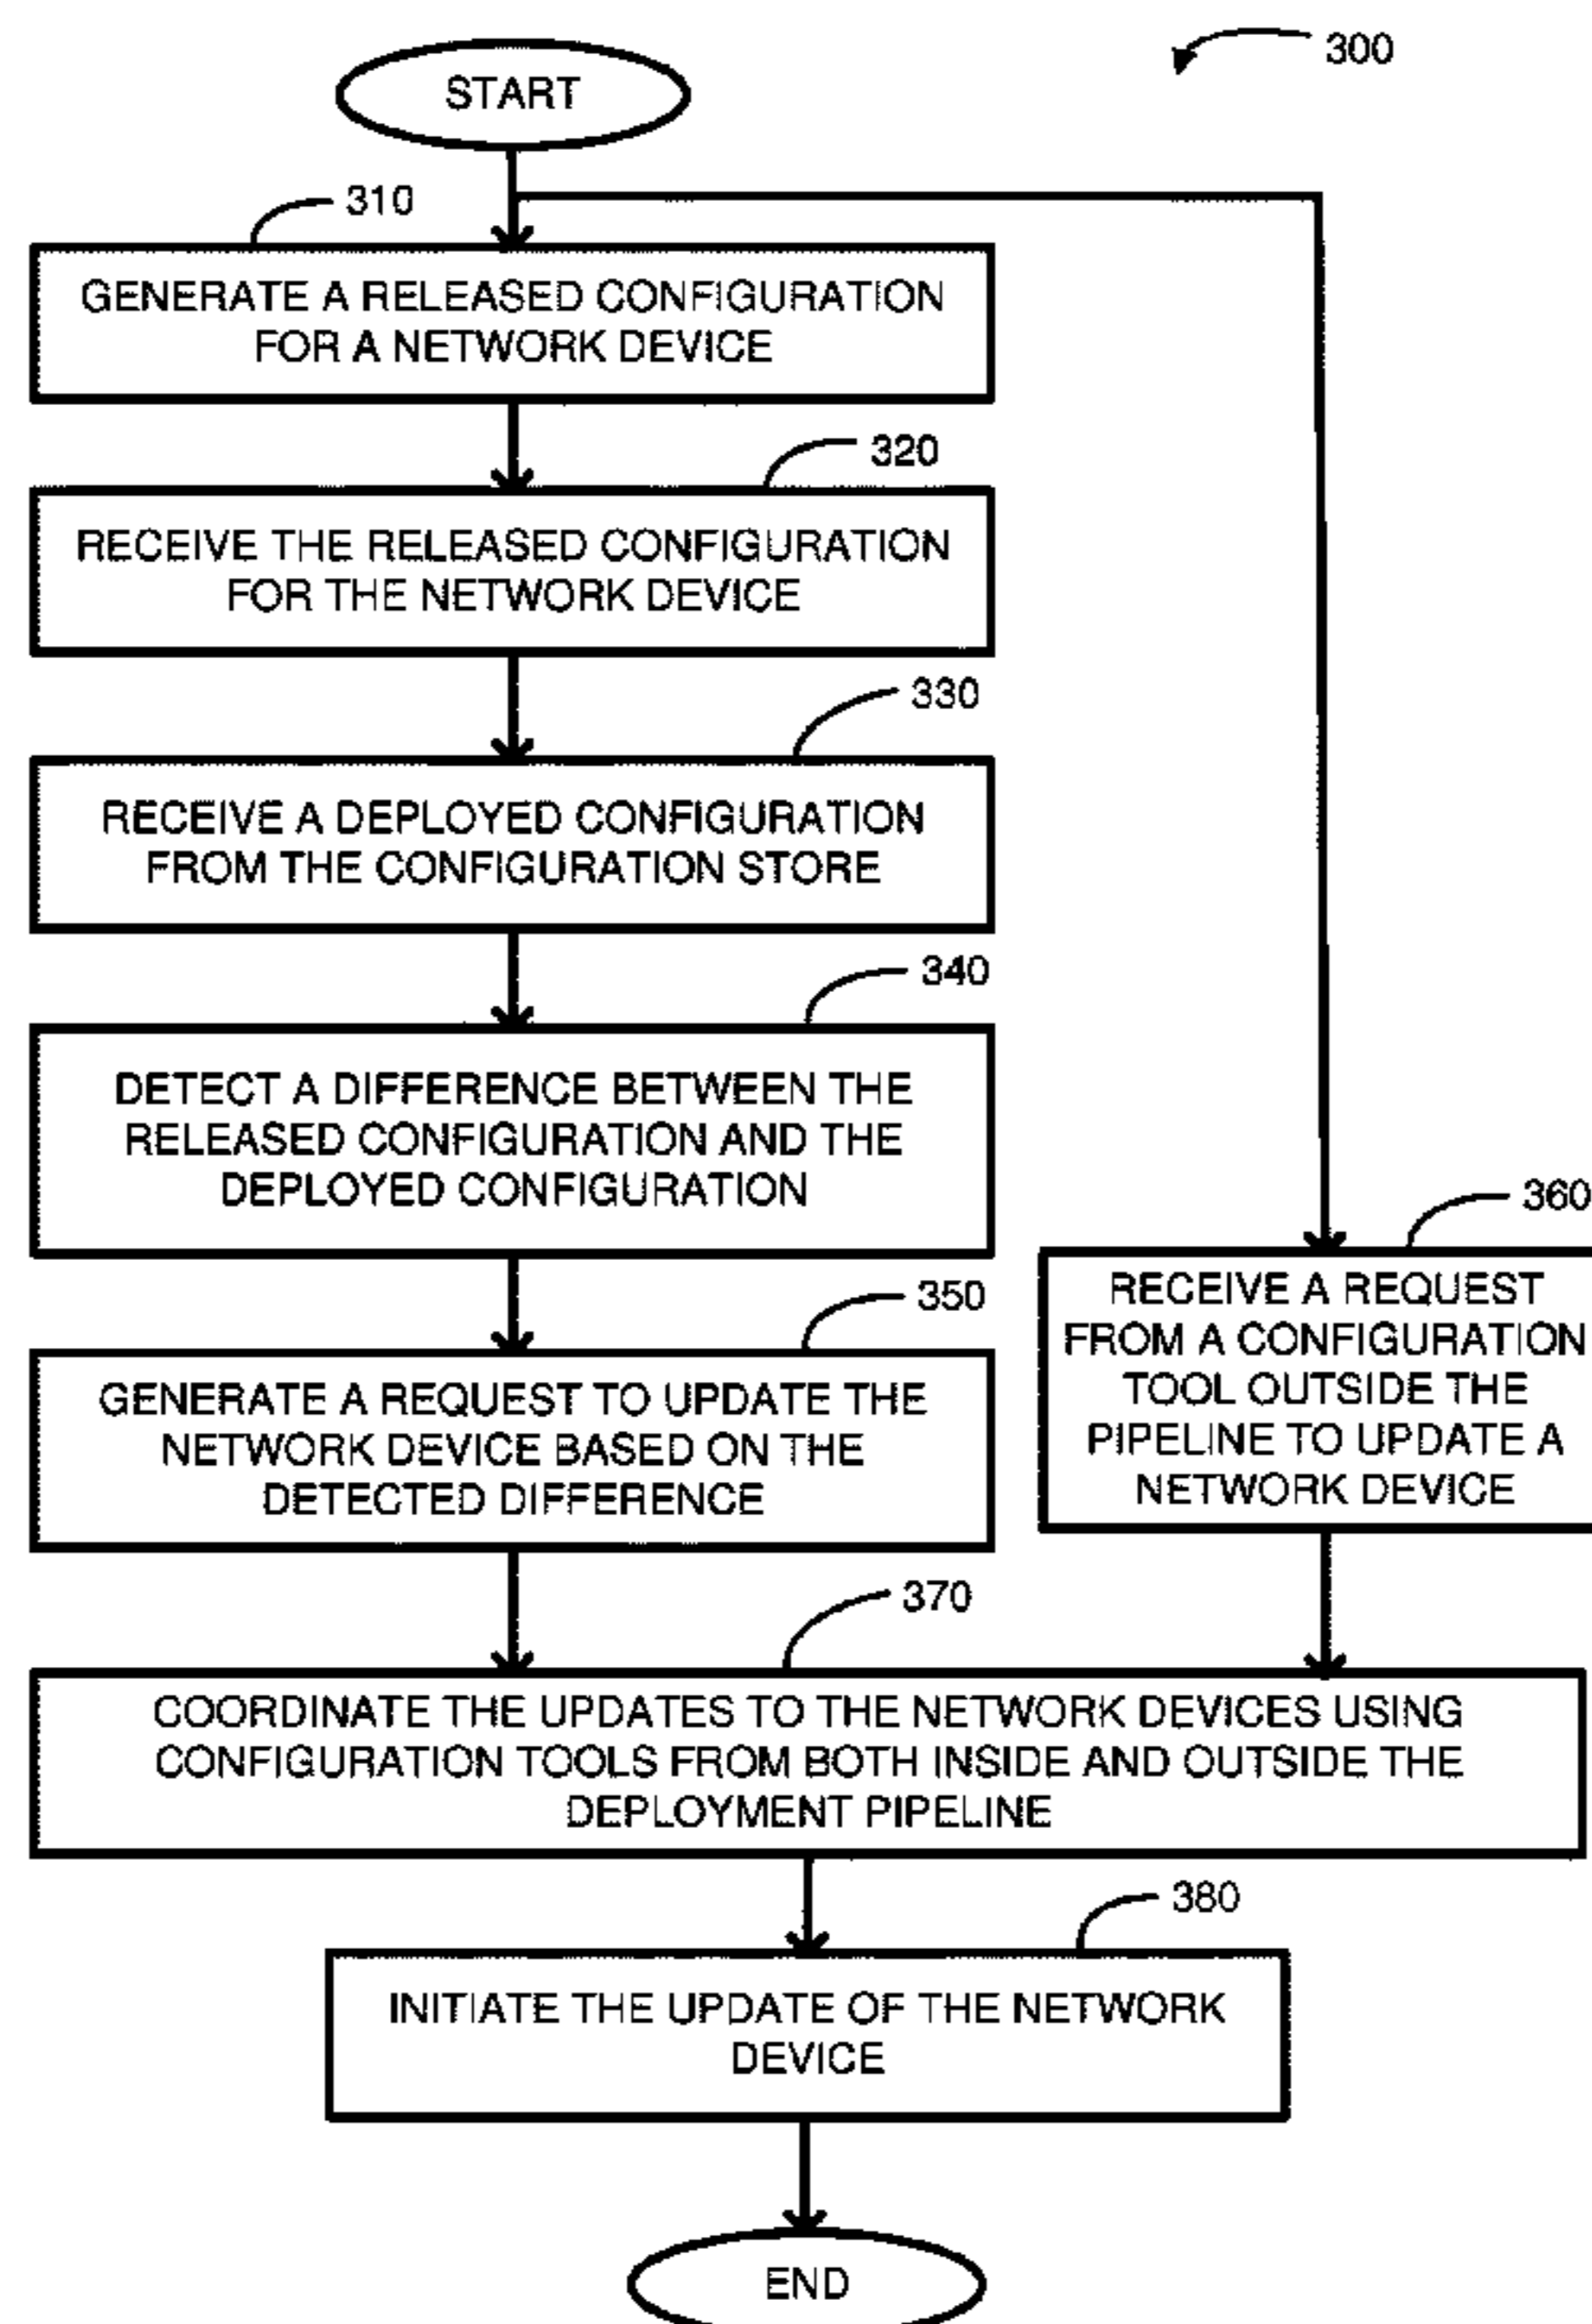 300
START
310
GENERATE A RELEASED CONFIGURATION
FOR A NETWORK DEVICE
320
RECEIVE THE RELEASED CONFIGURATION
FOR THE NETWORK DEVICE
330
RECEIVE A DEPLOYED CONFIGURATION
FROM THE CONFIGURATION STORE
340
DETECT A DIFFERENCE BETWEEN THE
RELEASED CONFIGURATION AND THE
DEPLOYED CONFIGURATION
350
GENERATE A REQUEST TO UPDATE THE
NETWORK DEVICE BASED ON THE
DETECTED DIFFERENCE
360
RECEIVE A REQUEST
FROM A CONFIGURATION
TOOL OUTSIDE THE
PIPELINE TO UPDATE A
NETWORK DEVICE
370
COORDINATE THE UPDATES TO THE NETWORK DEVICES USING
CONFIGURATION TOOLS FROM BOTH INSIDE AND OUTSIDE THE
DEPLOYMENT PIPELINE
380
INITIATE THE UPDATE OF THE NETWORK
DEVICE
END